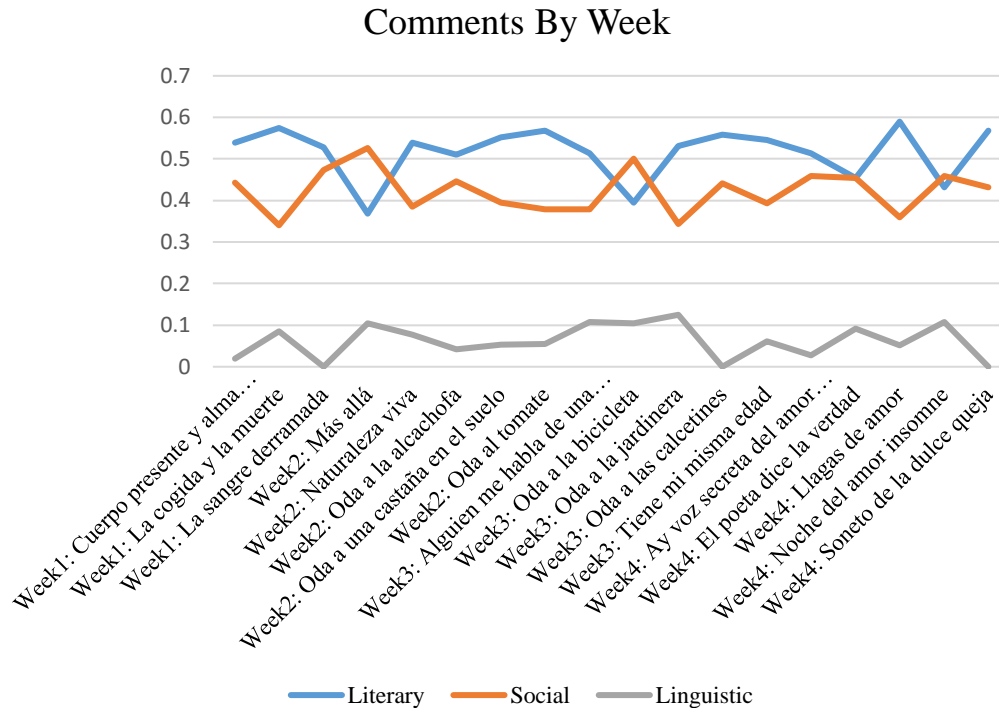 Comments By Week
0.7
0.6
0.5
0.4
0.3
0.2
0.1
0
Week1: Cuerpo presente y alma…
Week1: La cogida y la muerte
Week1: La sangre derramada
Week2: Más allá
Week2: Naturaleza viva
Week2: Oda a la alcachofa
Week2: Oda a una castaña en el suelo
Week2: Oda al tomate
Week3: Alguien me habla de una…
Week3: Oda a la bicicleta
Week3: Oda a la jardinera
Week3: Oda a las calcetines
Week3: Tiene mi misma edad
Week4: Ay voz secreta del amor…
Week4: El poeta dice la verdad
Week4: Llagas de amor
Week4: Noche del amor insomne
Week4: Soneto de la dulce queja
Literary Social Linguistic